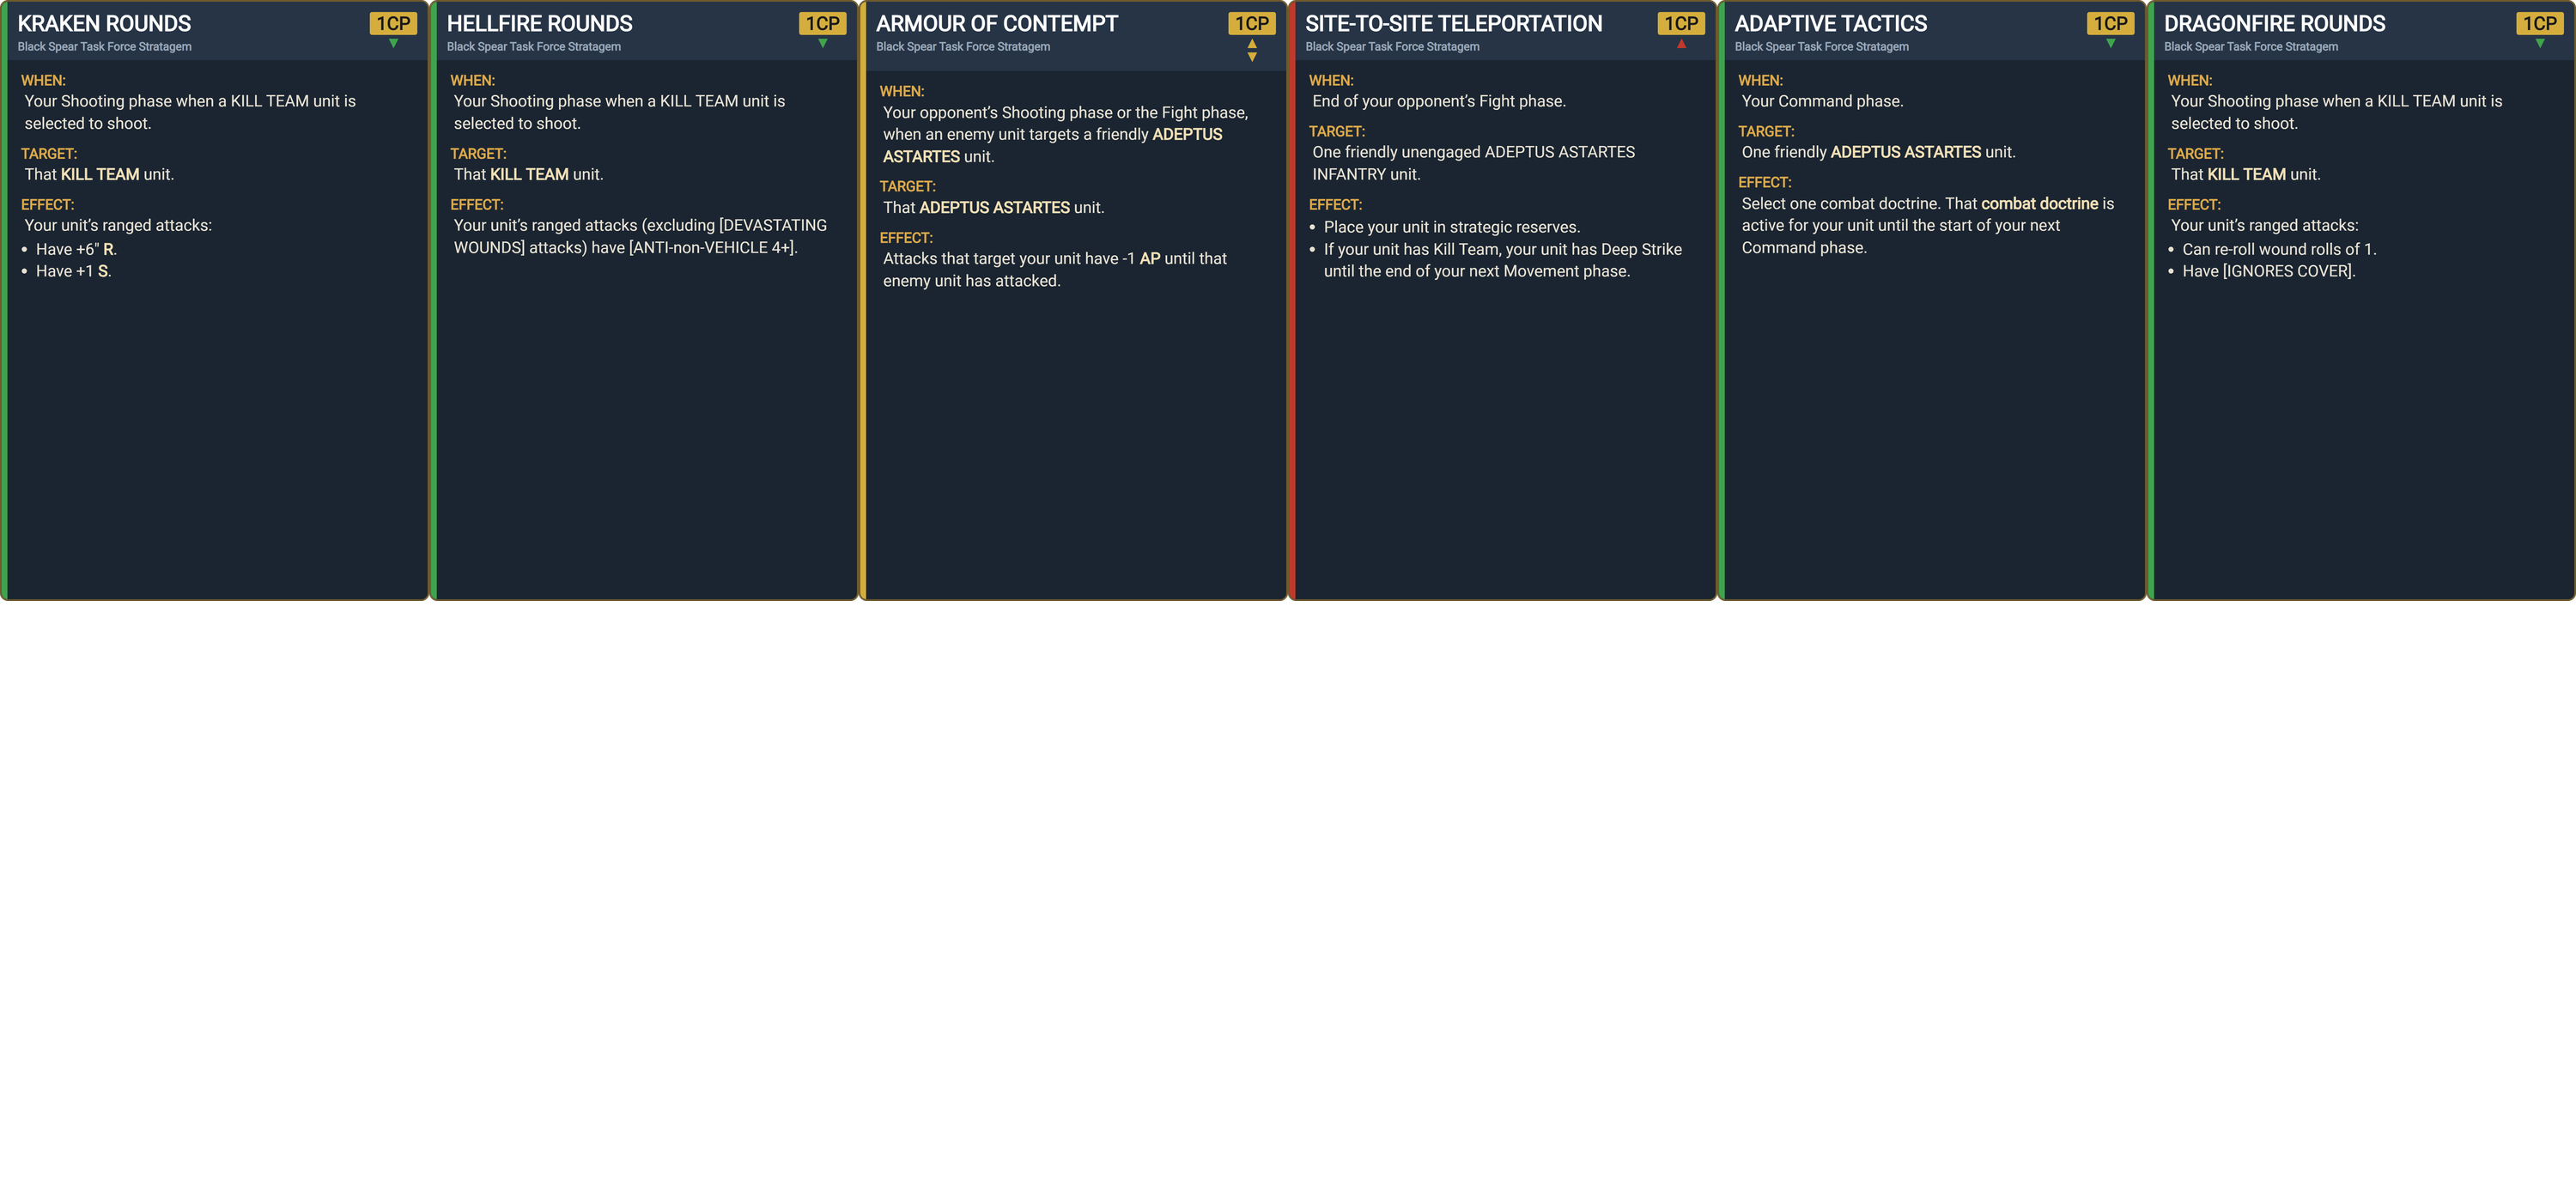 KRAKEN ROUNDS
1CP
Black Spear Task Force Stratagem
WHEN:
Your Shooting phase when a KILL TEAM unit is
selected to shoot.
TARGET:
That KILL TEAM unit.
EFFECT:
Your unit’s ranged attacks:
• Have +6" R.
• Have +1 S.
HELLFIRE ROUNDS
1CP
Black Spear Task Force Stratagem
WHEN:
Your Shooting phase when a KILL TEAM unit is
selected to shoot.
TARGET:
That KILL TEAM unit.
EFFECT:
Your unit’s ranged attacks (excluding [DEVASTATING
WOUNDS] attacks) have [ANTI-non-VEHICLE 4+].
ARMOUR OF CONTEMPT
1CP
Black Spear Task Force Stratagem
WHEN:
Your opponent’s Shooting phase or the Fight phase,
when an enemy unit targets a friendly ADEPTUS
ASTARTES unit.
TARGET:
That ADEPTUS ASTARTES unit.
EFFECT:
Attacks that target your unit have -1 AP until that
enemy unit has attacked.
SITE-TO-SITE TELEPORTATION
1CP
Black Spear Task Force Stratagem
WHEN:
End of your opponent’s Fight phase.
TARGET:
One friendly unengaged ADEPTUS ASTARTES
INFANTRY unit.
EFFECT:
• Place your unit in strategic reserves.
• If your unit has Kill Team, your unit has Deep Strike
until the end of your next Movement phase.
ADAPTIVE TACTICS
1CP
Black Spear Task Force Stratagem
WHEN:
Your Command phase.
TARGET:
One friendly ADEPTUS ASTARTES unit.
EFFECT:
Select one combat doctrine. That combat doctrine is
active for your unit until the start of your next
Command phase.
DRAGONFIRE ROUNDS
1CP
Black Spear Task Force Stratagem
WHEN:
Your Shooting phase when a KILL TEAM unit is
selected to shoot.
TARGET:
That KILL TEAM unit.
EFFECT:
Your unit’s ranged attacks:
• Can re-roll wound rolls of 1.
• Have [IGNORES COVER].